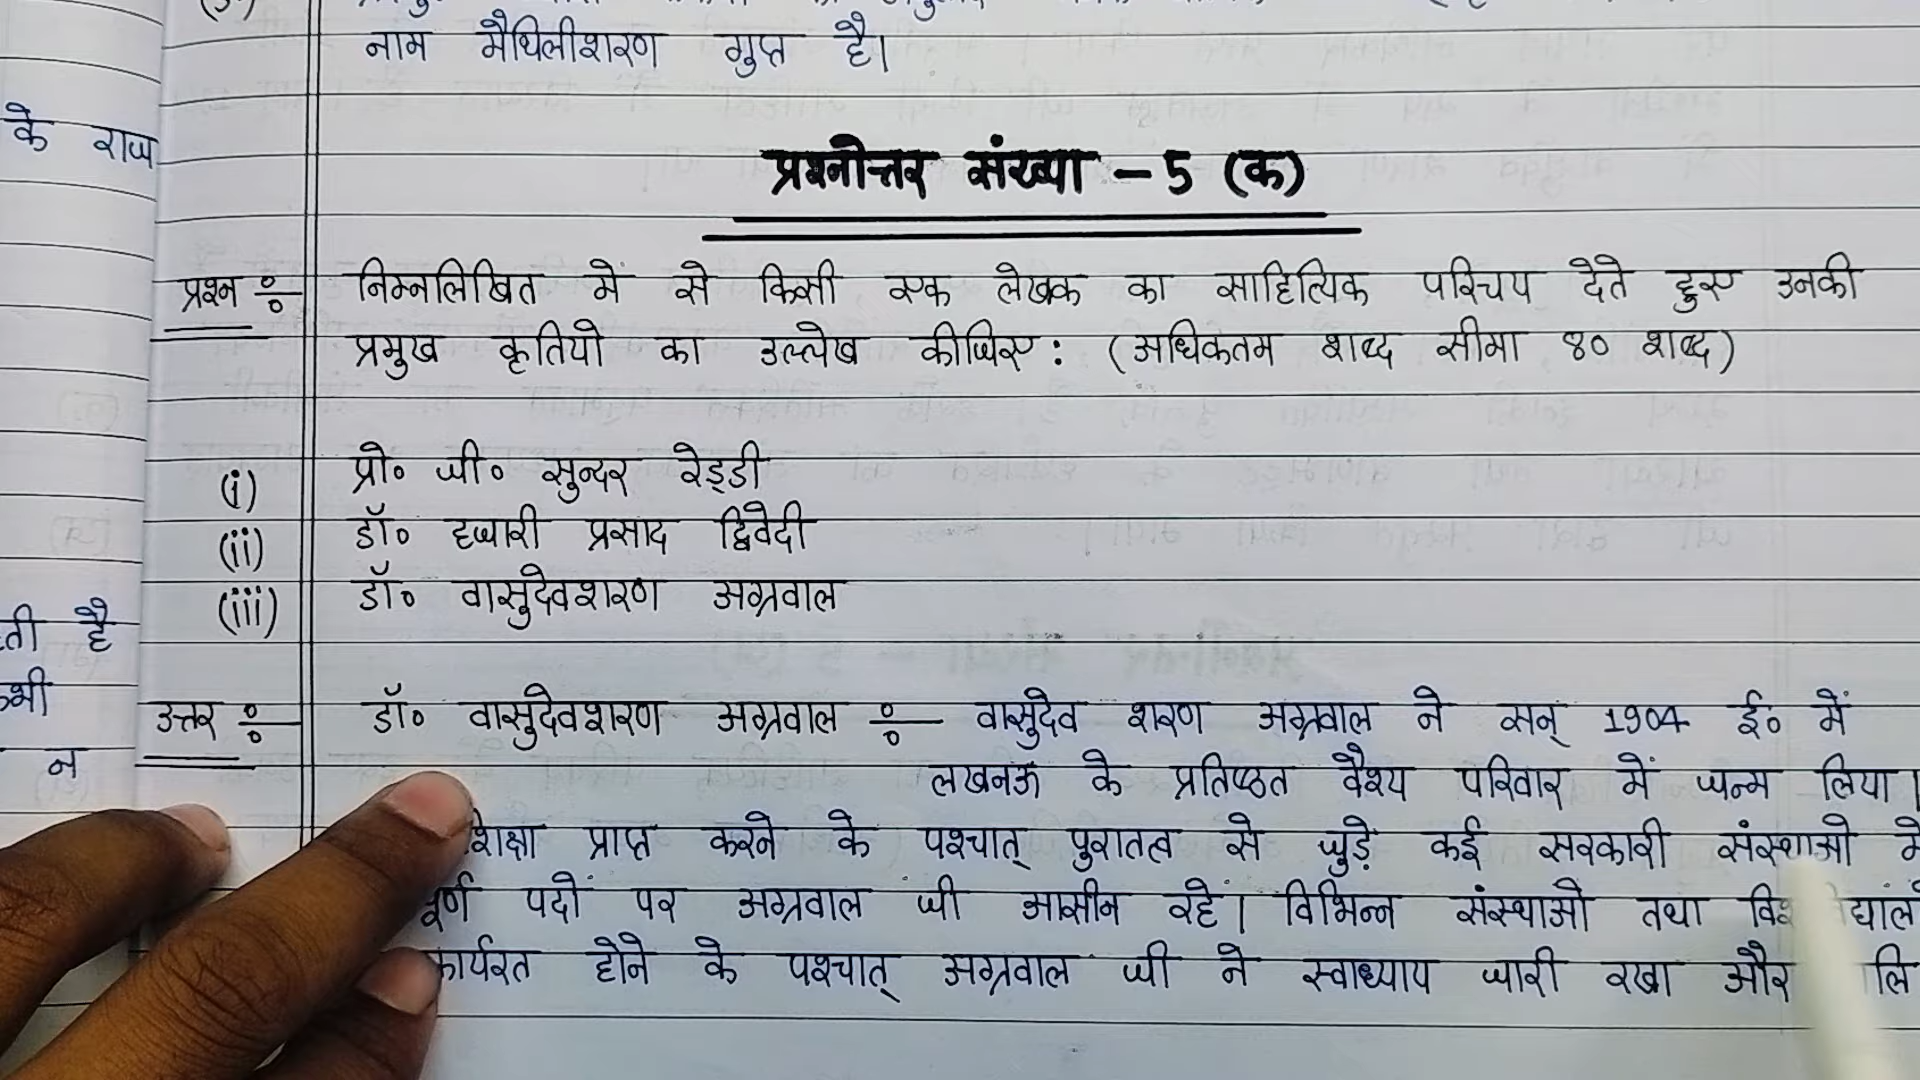 नाम मैथिलीशरण गुप्त है।
के राज
प्रश्नोत्तर संख्या - 5 (क)
प्रश्न ÷ निम्नलिखित में से किसी एक लेखक का साहित्यिक परिचय देते हुए उनकी
प्रमुख कृतियो का उल्लेख कीजिए : (अधिकतम शब्द सीमा ४० शब्द)
(i) प्रो० जी० सुन्दर रेड्डी
(ii) डॉ० हजारी प्रसाद द्विवेदी
(iii) डॉ० वासुदेवशरण अग्रवाल
ती है
न
उत्तर ÷ डॉ० वासुदेवशरण अग्रवाल ÷ वासुदेव शरण अग्रवाल ने सन् 1904 ई० में
लखनऊ के प्रतिष्ठत वैश्य परिवार में जन्म लिया।
शिक्षा प्राप्त करने के पश्चात् पुरातत्व से जुड़े कई सरकारी संस्थाओ मे
पदों पर अग्रवाल जी आसीन रहें। विभिन्न संस्थाओ तथा
कार्यरत होने के पश्चात् अग्रवाल जी ने स्वाध्याय जारी रखा और